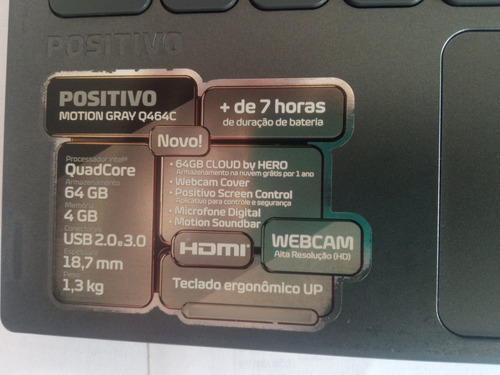 POSITIVO
POSITIVO
MOTION GRAY Q464C
+ de 7 horas
de duração de bateria
Novo!
Processador Intel®
QuadCore
Armazenamento
64 GB
Memória
4 GB
Conectores
USB 2.0 e 3.0
Espessura
18,7 mm
Peso
1,3 kg
• 64GB CLOUD by HERO
Armazenamento na nuvem grátis por 1 ano
• Webcam Cover
• Positivo Screen Control
Aplicativo para controle e segurança
• Microfone Digital
• Motion Soundbar
HDMI
WEBCAM
Alta Resolução (HD)
Teclado ergonômico UP